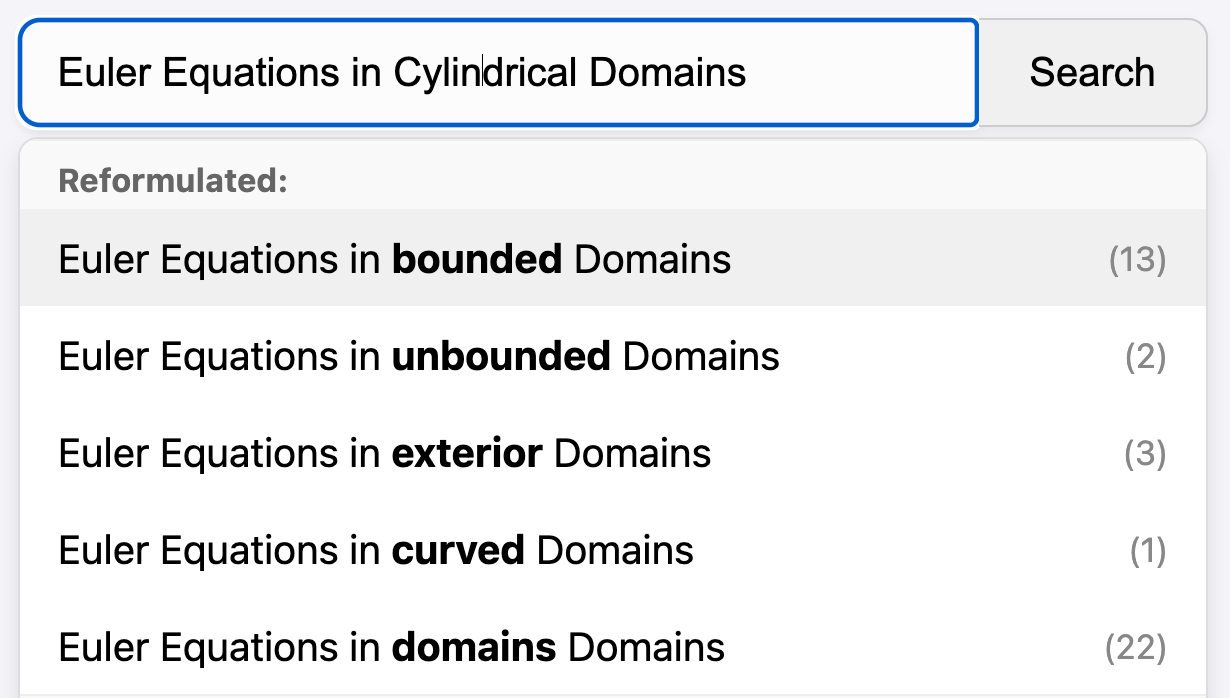 Euler Equations in Cylindrical Domains Search
Reformulated:
Euler Equations in bounded Domains (13)
Euler Equations in unbounded Domains (2)
Euler Equations in exterior Domains (3)
Euler Equations in curved Domains (1)
Euler Equations in domains Domains (22)